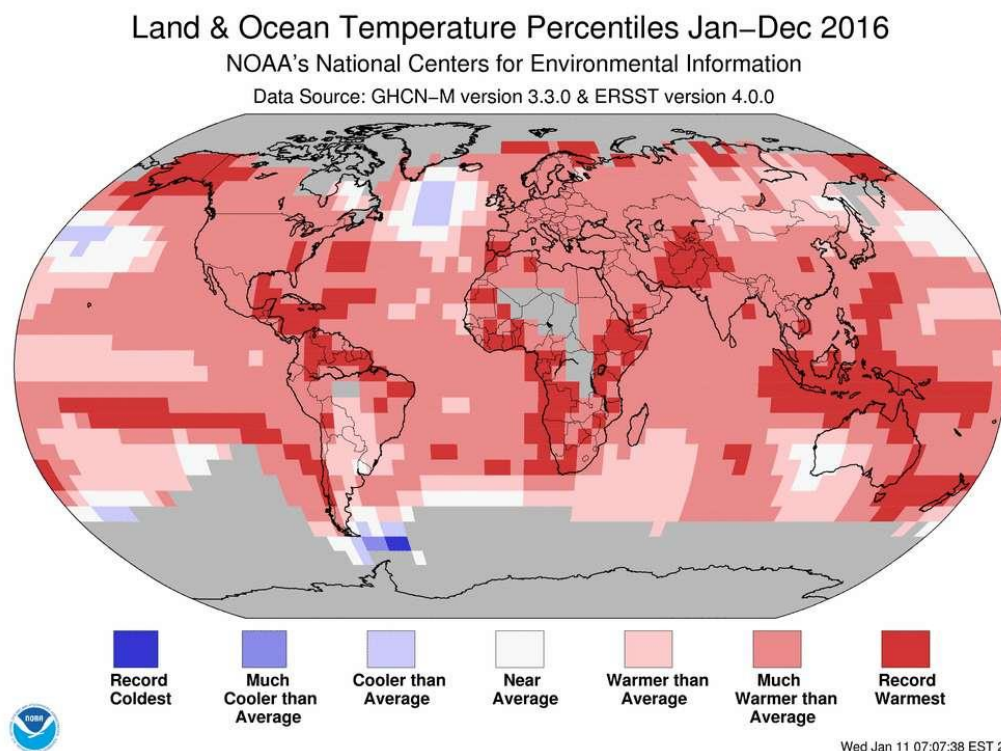 Land & Ocean Temperature Percentiles Jan–Dec 2016
NOAA's National Centers for Environmental Information
Data Source: GHCN–M version 3.3.0 & ERSST version 4.0.0
Record
Coldest
Much
Cooler than
Average
Cooler than
Average
Near
Average
Warmer than
Average
Much
Warmer than
Average
Record
Warmest
NOAA
Wed Jan 11 07:07:38 EST 2